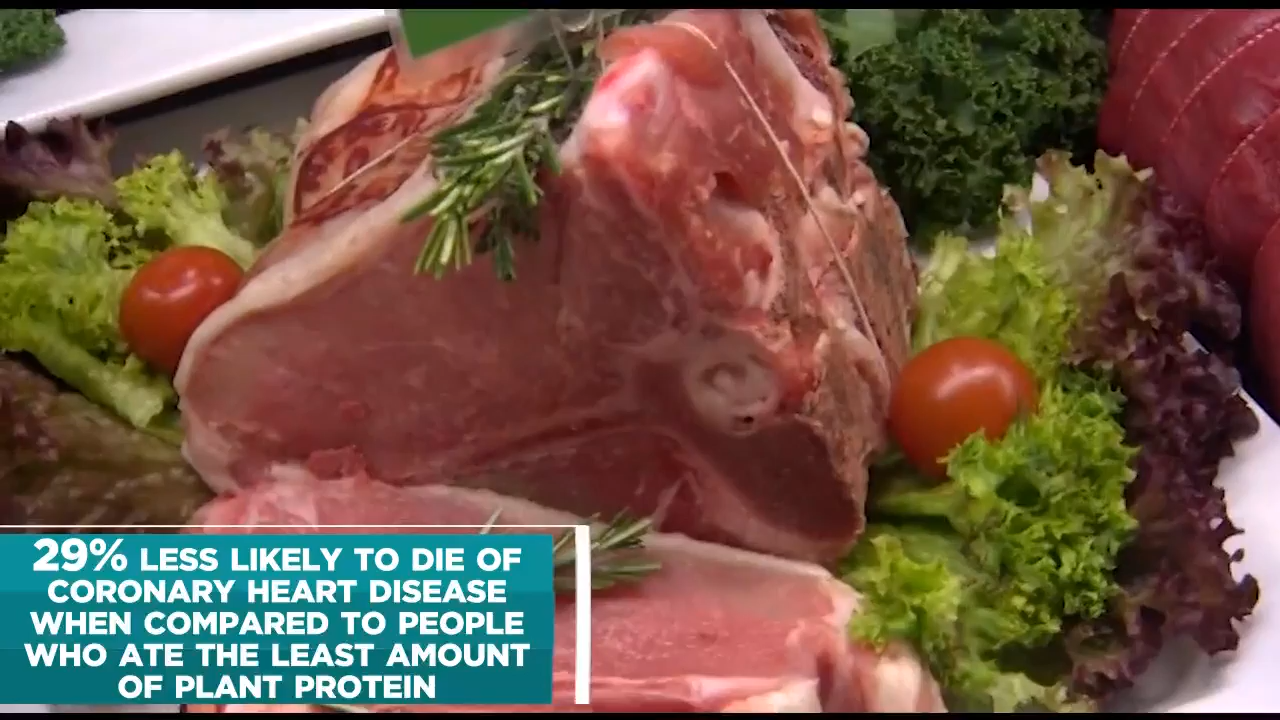 29% LESS LIKELY TO DIE OF
CORONARY HEART DISEASE
WHEN COMPARED TO PEOPLE
WHO ATE THE LEAST AMOUNT
OF PLANT PROTEIN